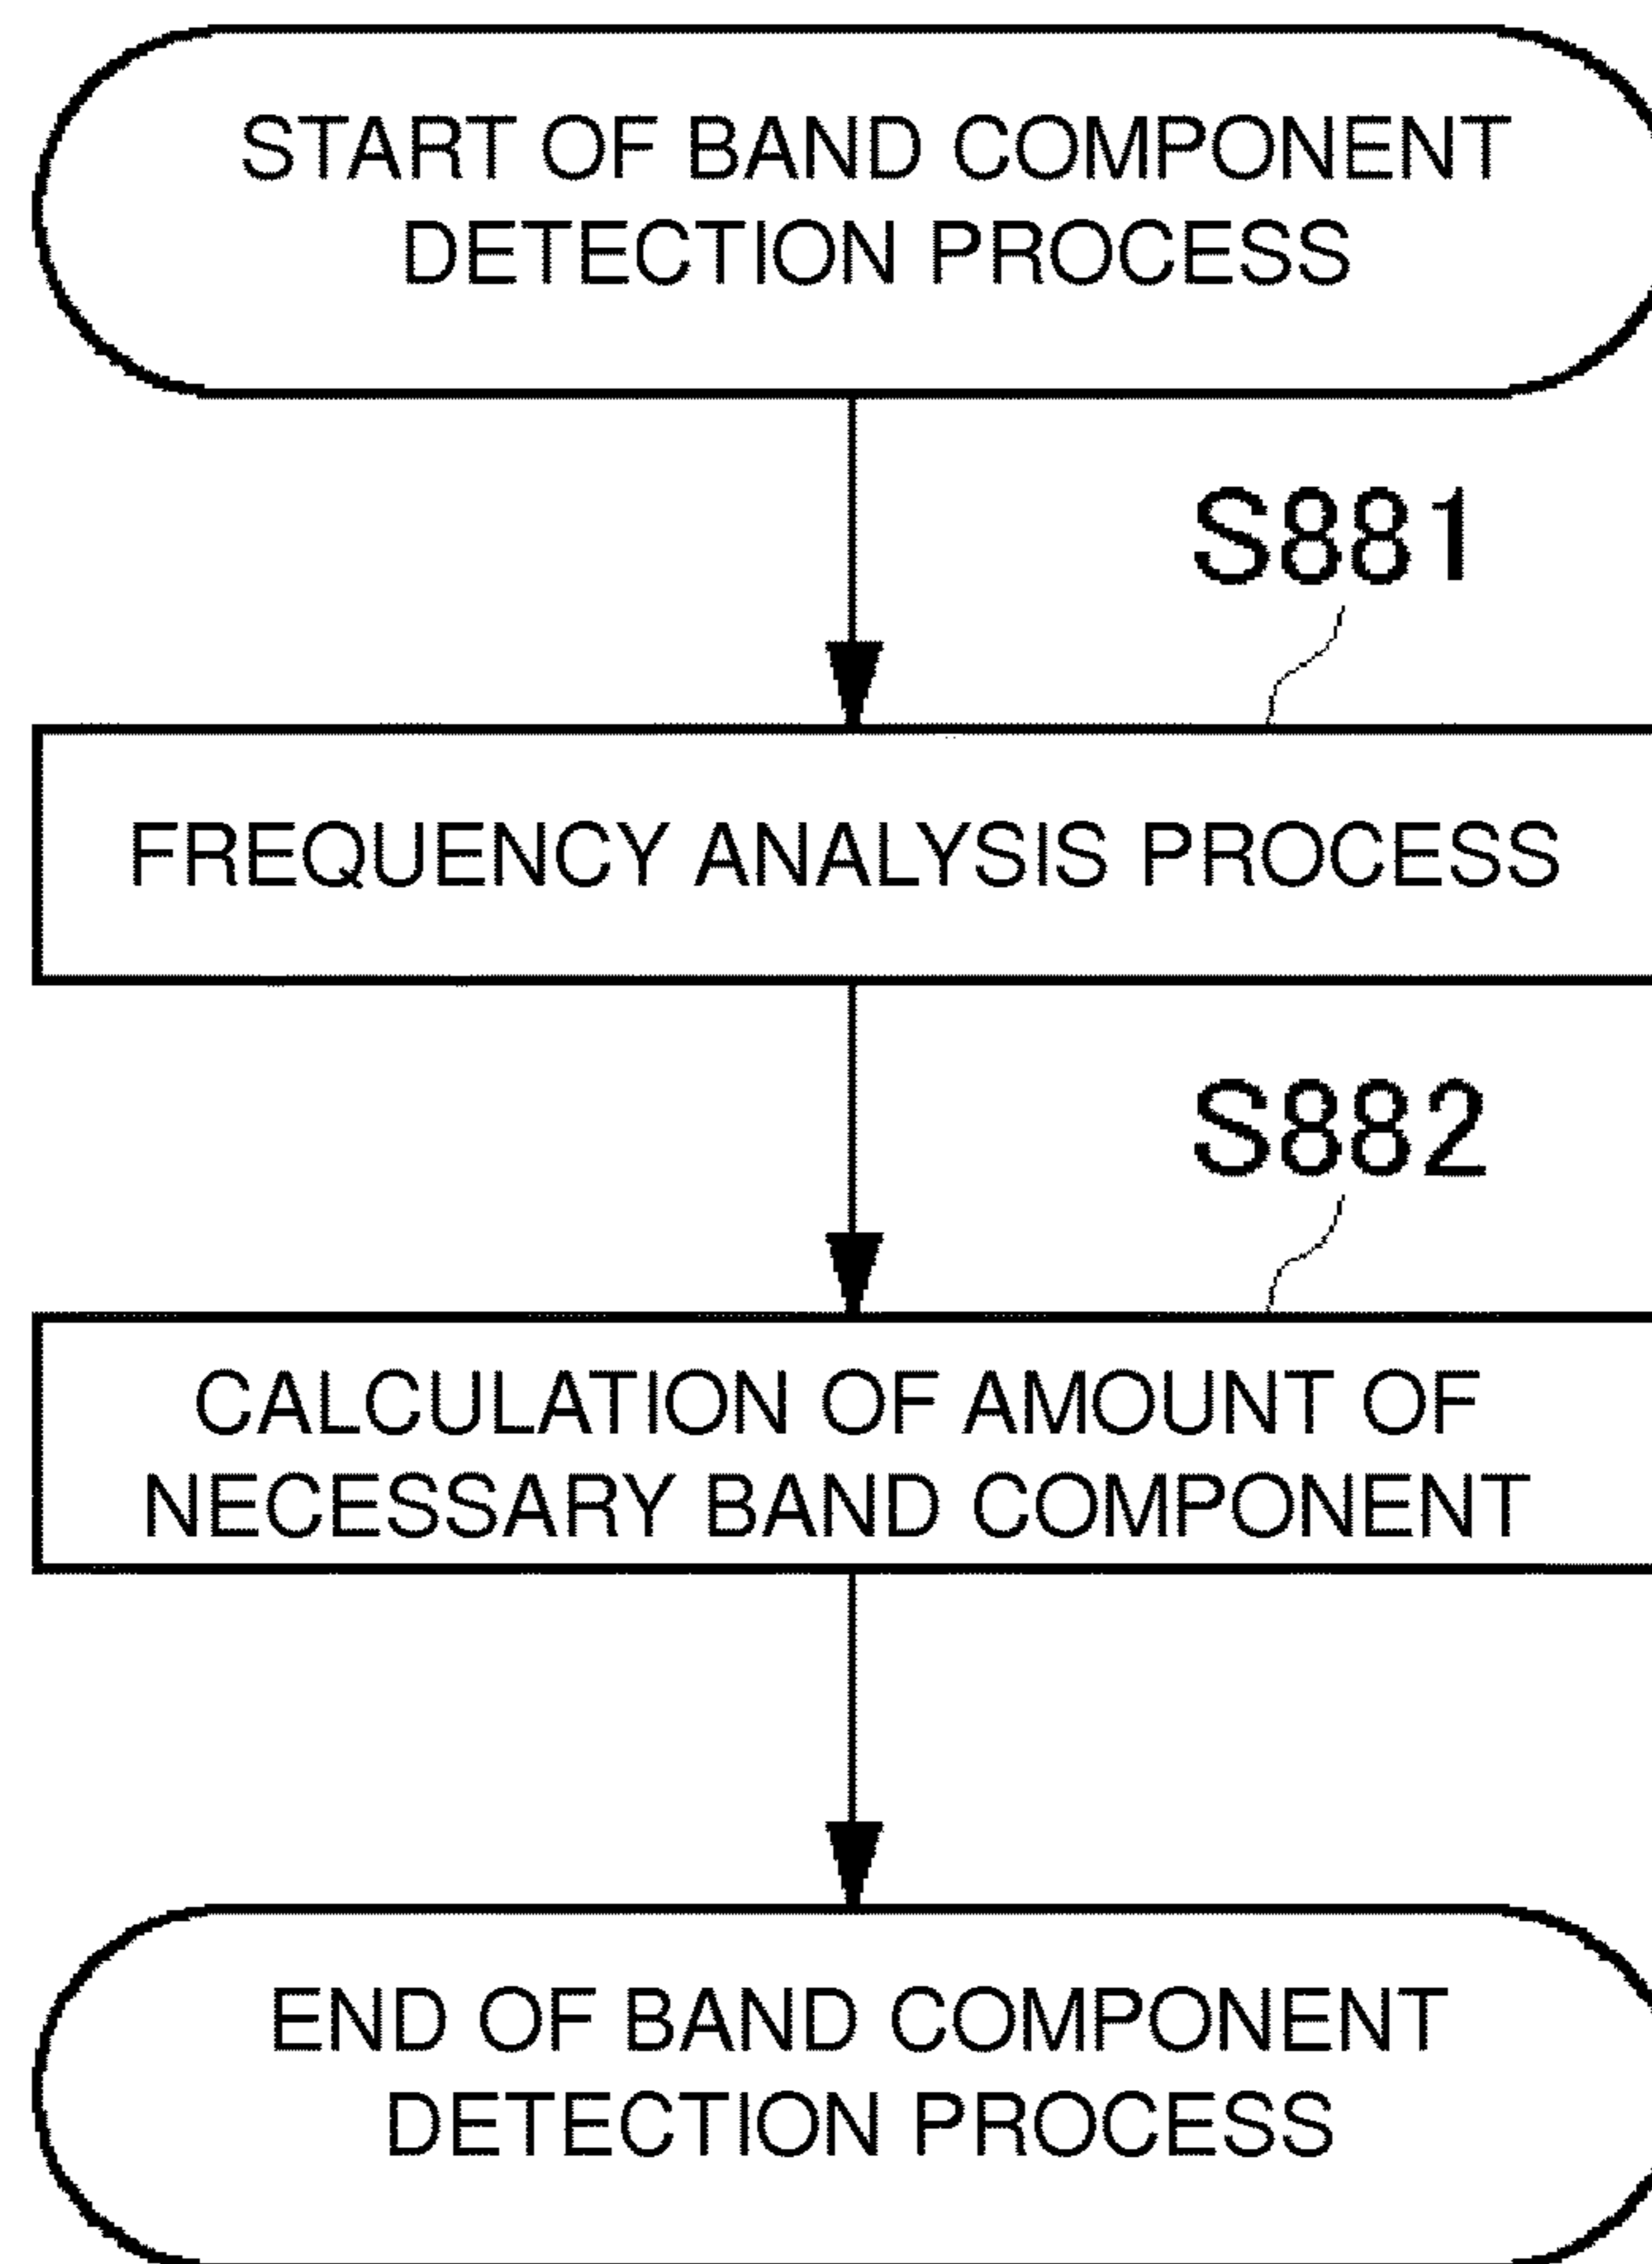 START OF BAND COMPONENT
DETECTION PROCESS
S881
FREQUENCY ANALYSIS PROCESS
S882
CALCULATION OF AMOUNT OF
NECESSARY BAND COMPONENT
END OF BAND COMPONENT
DETECTION PROCESS